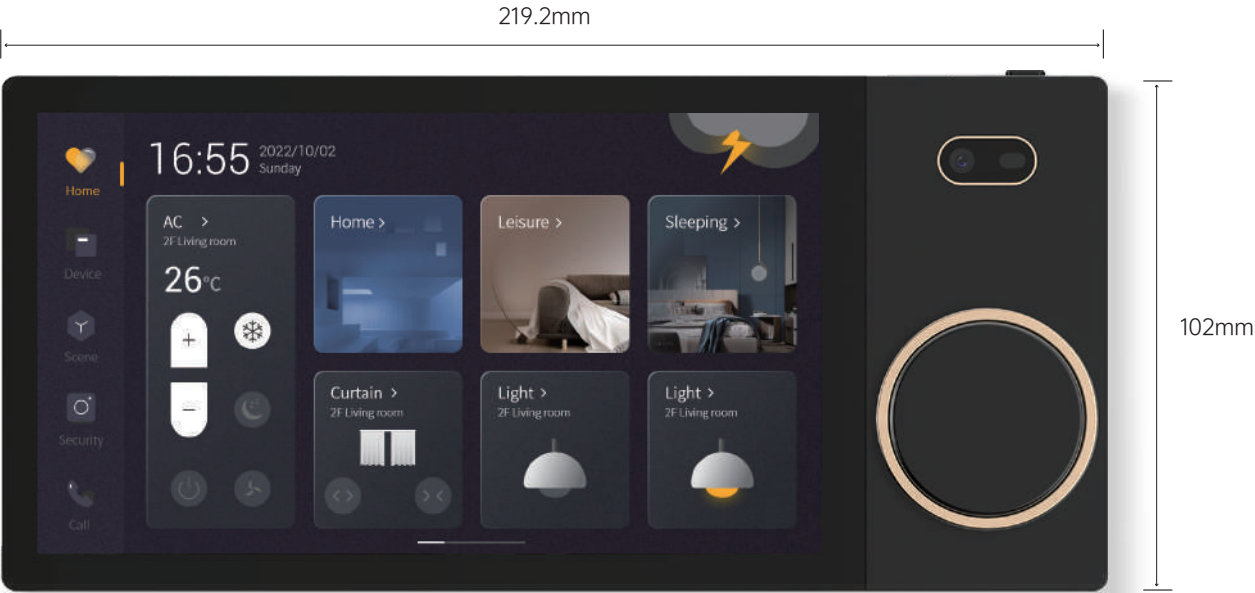 219.2mm
102mm
16:55
2022/10/02
Sunday
Home
Device
Scene
Security
Call
AC >
2F Living room
26°C
+
−
Home >
Leisure >
Sleeping >
Curtain >
2F Living room
Light >
2F Living room
Light >
2F Living room